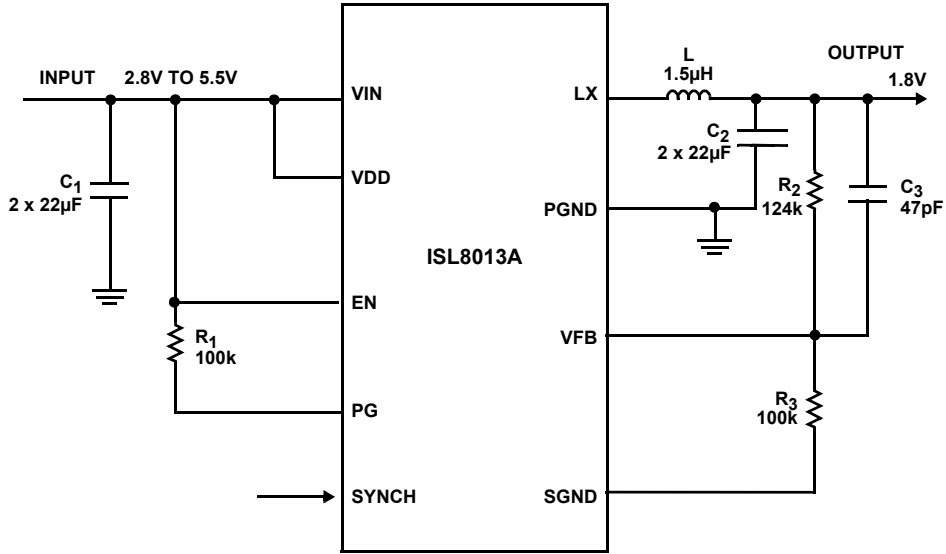 INPUT 2.8V TO 5.5V
C1
2 x 22µF
R1
100k
VIN
VDD
EN
PG
SYNCH
ISL8013A
LX
PGND
VFB
SGND
L
1.5µH
OUTPUT
1.8V
C2
2 x 22µF
R2
124k
C3
47pF
R3
100k